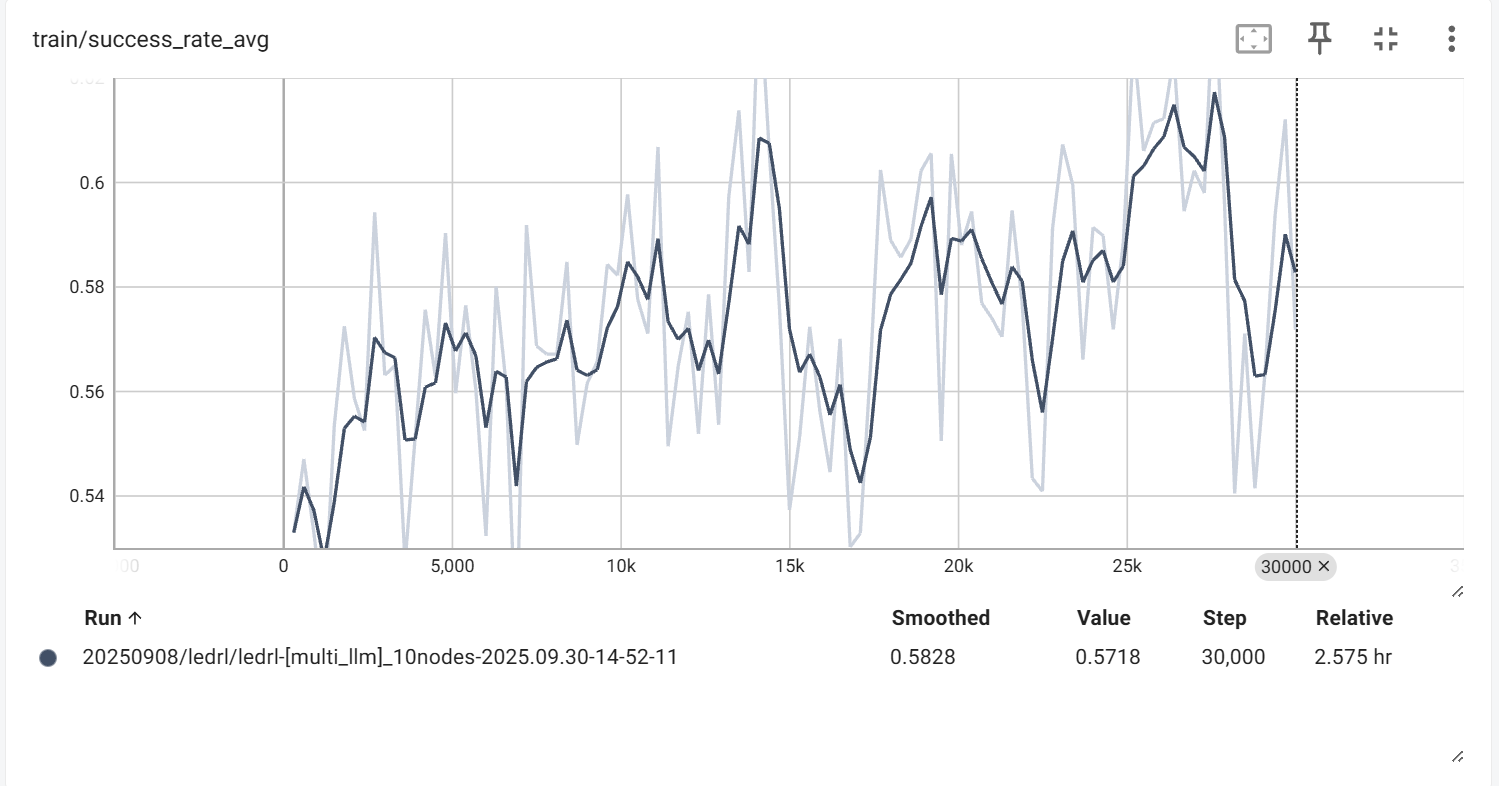 train/success_rate_avg
0.62
0.6
0.58
0.56
0.54
0
5,000
10k
15k
20k
25k
30000 ×
Run ↑ Smoothed Value Step Relative
20250908/ledrl/ledrl-[multi_llm]_10nodes-2025.09.30-14-52-11 0.5828 0.5718 30,000 2.575 hr